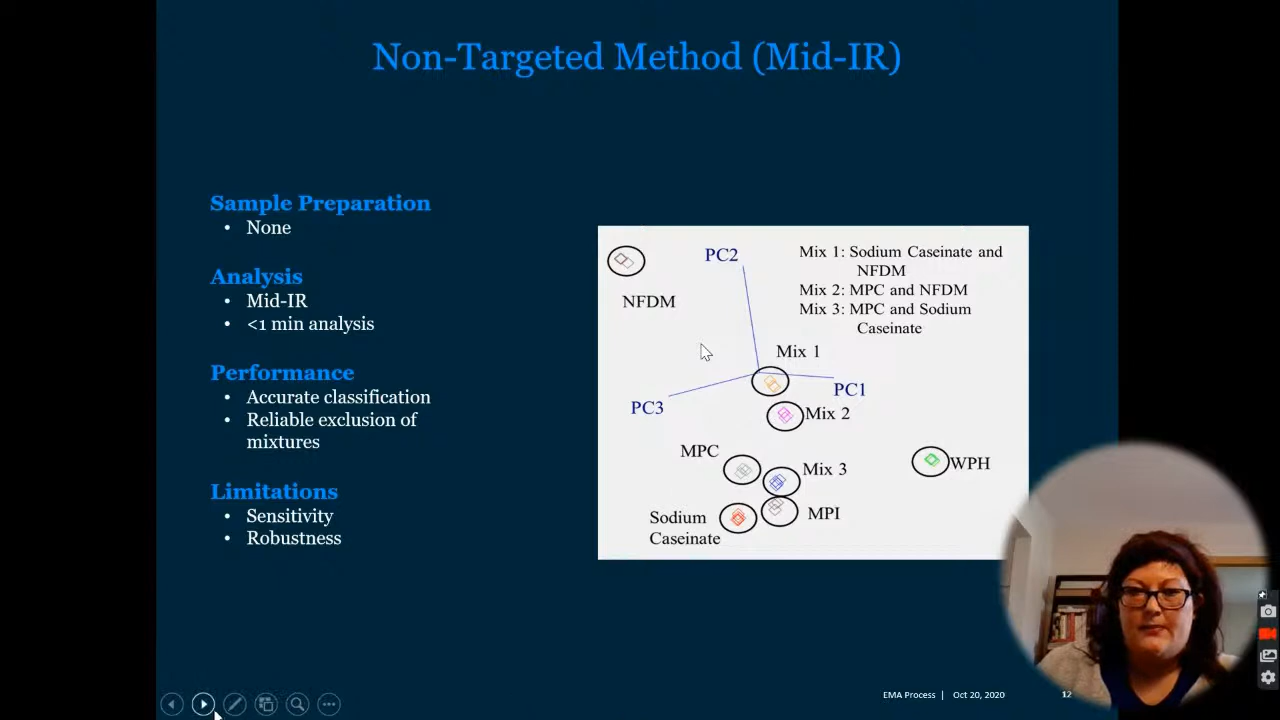 Non-Targeted Method (Mid-IR)
Sample Preparation
• None
Analysis
• Mid-IR
• <1 min analysis
Performance
• Accurate classification
• Reliable exclusion of
mixtures
Limitations
• Sensitivity
• Robustness
PC2
Mix 1: Sodium Caseinate and
NFDM
Mix 2: MPC and NFDM
Mix 3: MPC and Sodium
Caseinate
NFDM
Mix 1
PC1
PC3
Mix 2
MPC
Mix 3
WPH
Sodium
Caseinate
MPI
EMA Process | Oct 20, 2020
12